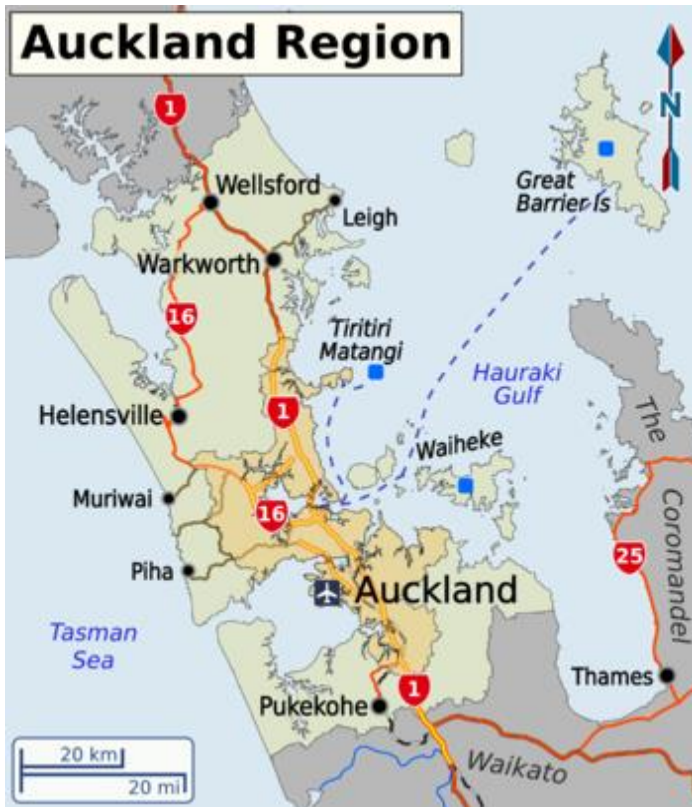 Auckland Region
1
N
Wellsford
Leigh
Great
Barrier Is
Warkworth
16
Tiritiri
Matangi
Hauraki
Gulf
Helensville
1
The
Coromandel
Waiheke
Muriwai
16
25
Piha
Auckland
Tasman
Sea
Thames
1
Pukekohe
20 km
20 mi
Waikato